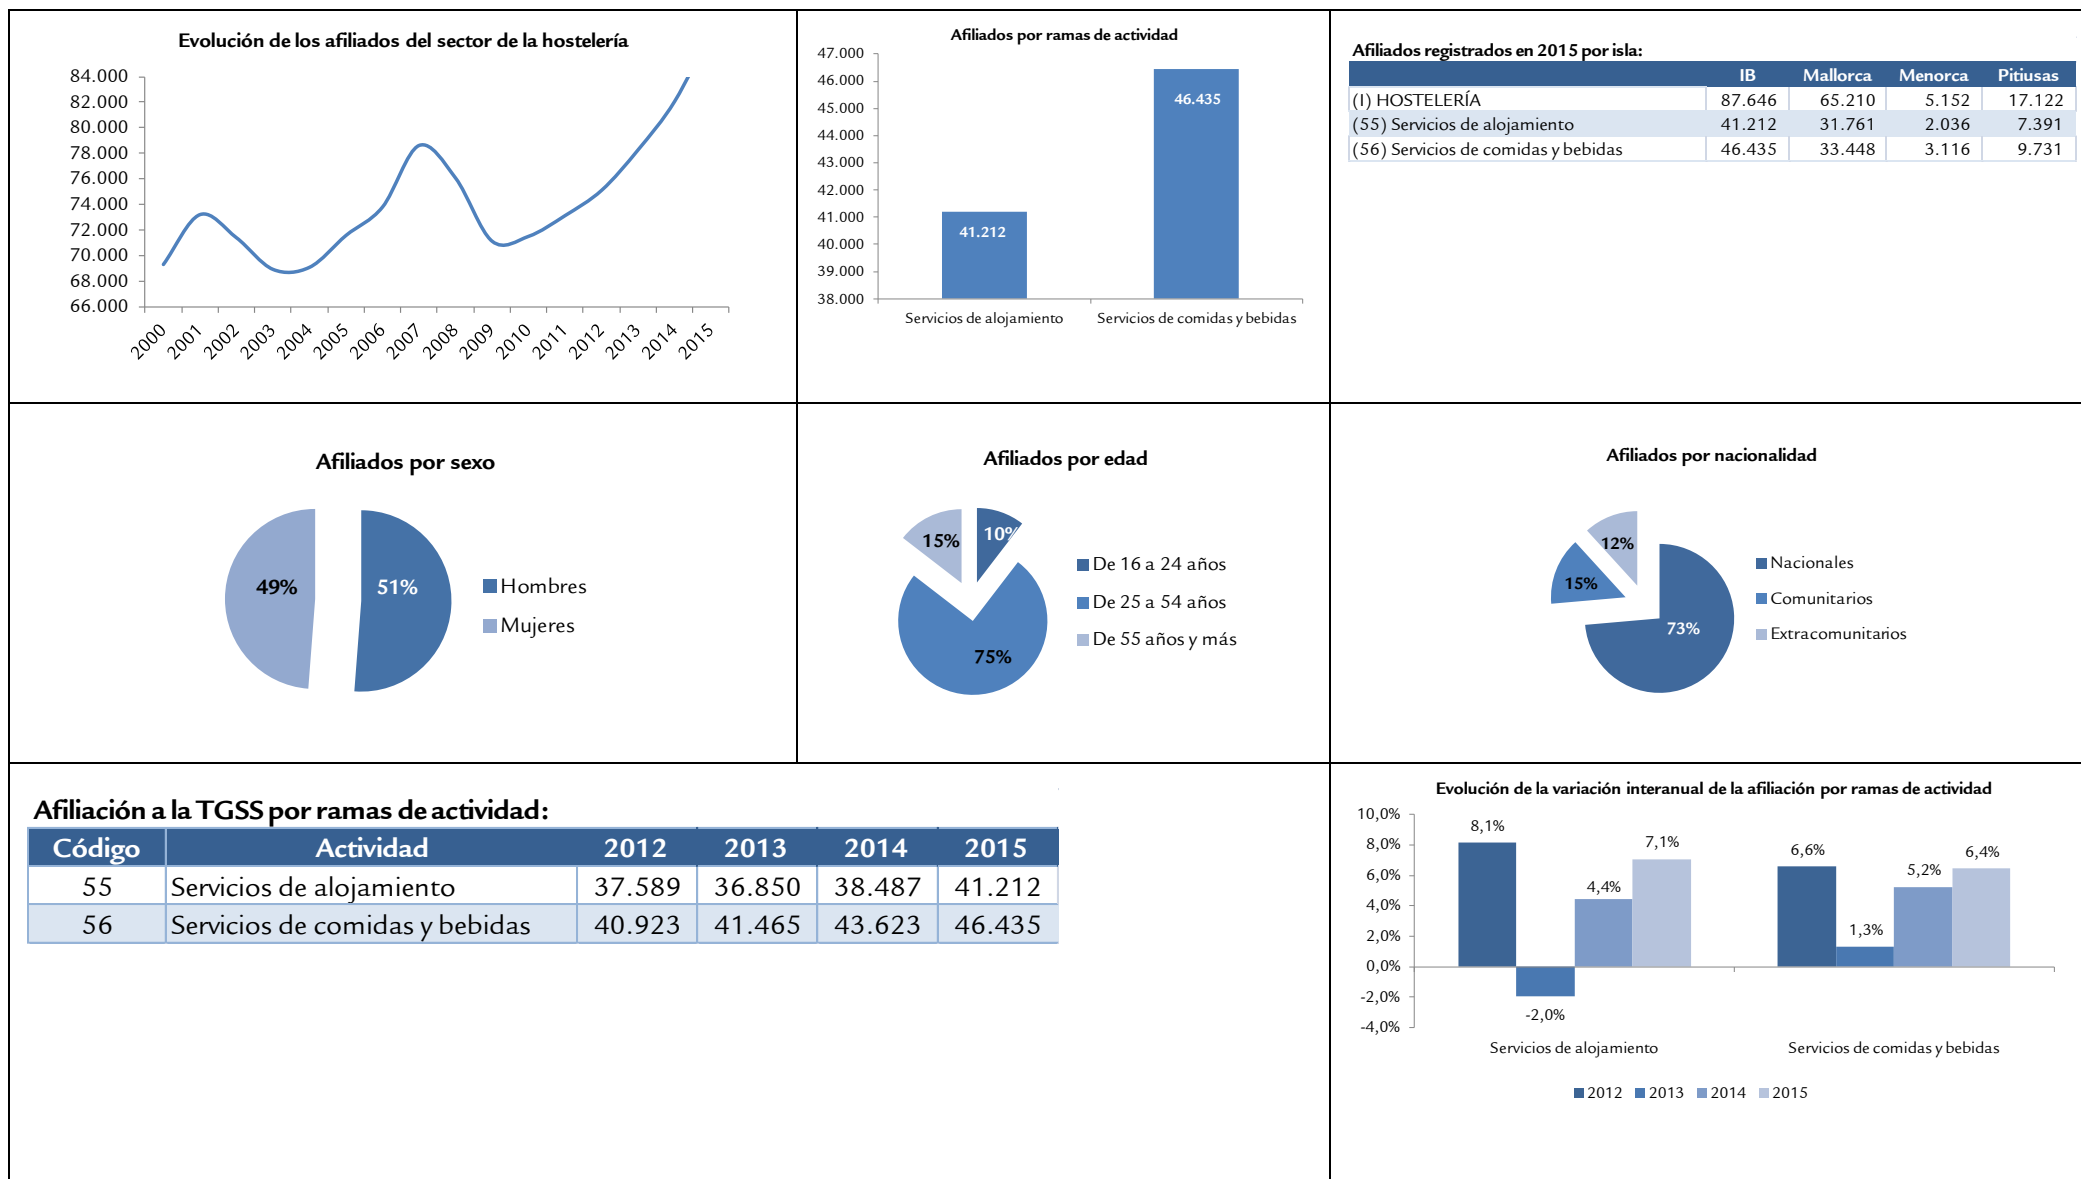 Evolución de los afiliados del sector de la hostelería
84.000
82.000
80.000
78.000
76.000
74.000
72.000
70.000
68.000
66.000
2000 2001 2002 2003 2004 2005 2006 2007 2008 2009 2010 2011 2012 2013 2014 2015
Afiliados por ramas de actividad
47.000
46.000
45.000
44.000
43.000
42.000
41.000
40.000
39.000
38.000
46.435
41.212
Servicios de alojamiento Servicios de comidas y bebidas
Afiliados registrados en 2015 por isla:
IB Mallorca Menorca Pitiusas
(I) HOSTELERÍA 87.646 65.210 5.152 17.122
(55) Servicios de alojamiento 41.212 31.761 2.036 7.391
(56) Servicios de comidas y bebidas 46.435 33.448 3.116 9.731
Afiliados por sexo
49% 51%
Hombres
Mujeres
Afiliados por edad
15% 10%
75%
De 16 a 24 años
De 25 a 54 años
De 55 años y más
Afiliados por nacionalidad
12%
15%
73%
Nacionales
Comunitarios
Extracomunitarios
Afiliación a la TGSS por ramas de actividad:
Código Actividad 2012 2013 2014 2015
55 Servicios de alojamiento 37.589 36.850 38.487 41.212
56 Servicios de comidas y bebidas 40.923 41.465 43.623 46.435
Evolución de la variación interanual de la afiliación por ramas de actividad
10,0%
8,0%
6,0%
4,0%
2,0%
0,0%
-2,0%
-4,0%
8,1% -2,0% 4,4% 7,1%
6,6% 1,3% 5,2% 6,4%
Servicios de alojamiento Servicios de comidas y bebidas
2012 2013 2014 2015